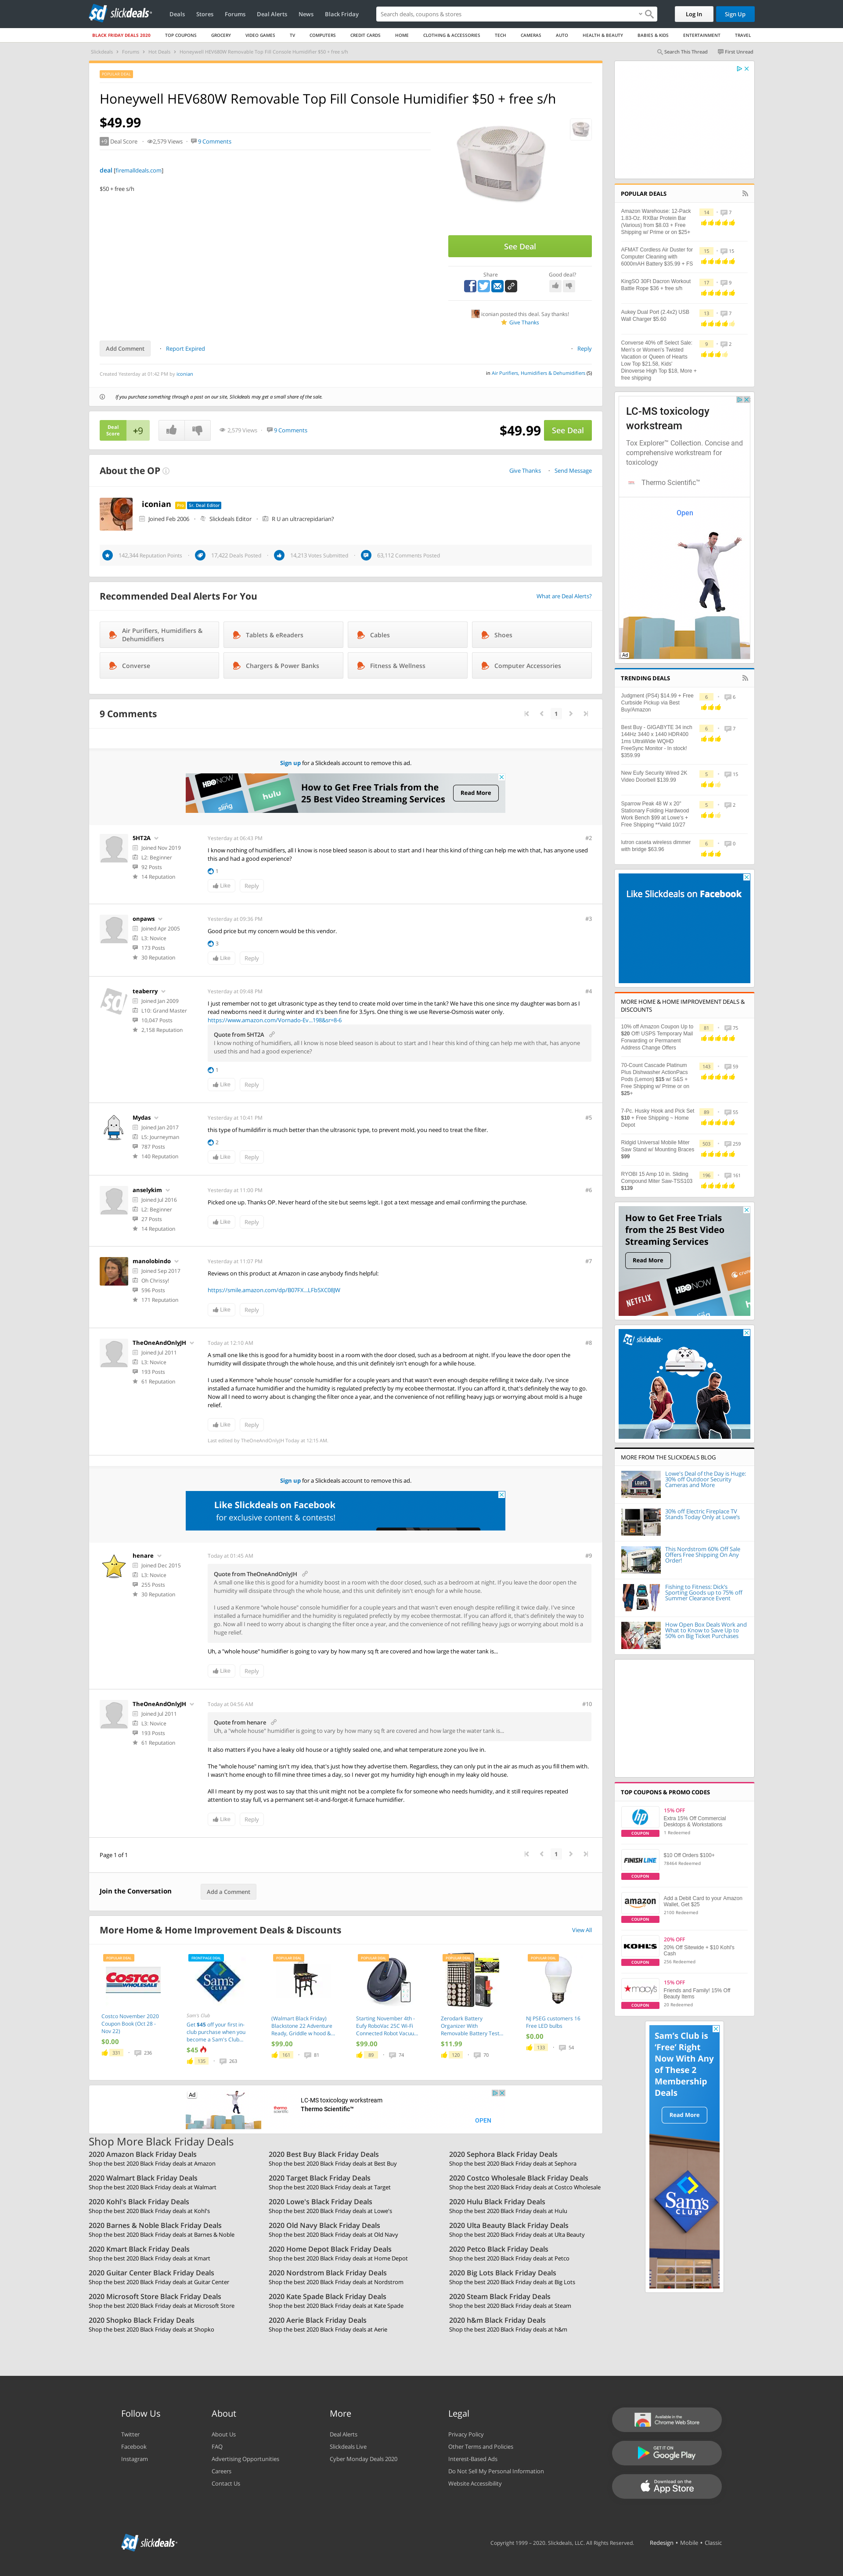 slickdeals
Deals Stores Forums Deal Alerts News Black Friday
Search deals, coupons & stores
Log In Sign Up
BLACK FRIDAY DEALS 2020 TOP COUPONS GROCERY VIDEO GAMES TV COMPUTERS CREDIT CARDS HOME CLOTHING & ACCESSORIES TECH CAMERAS AUTO HEALTH & BEAUTY BABIES & KIDS ENTERTAINMENT TRAVEL
Slickdeals Forums Hot Deals Honeywell HEV680W Removable Top Fill Console Humidifier $50 + free s/h
Search This Thread First Unread
POPULAR DEAL
Honeywell HEV680W Removable Top Fill Console Humidifier $50 + free s/h
$49.99
+9 Deal Score 2,579 Views 9 Comments
deal [firemalldeals.com]
$50 + free s/h
See Deal
Share Good deal?
iconian posted this deal. Say thanks!
Give Thanks
Add Comment Report Expired Reply
Created Yesterday at 01:42 PM by iconian
in Air Purifiers, Humidifiers & Dehumidifiers (5)
If you purchase something through a post on our site, Slickdeals may get a small share of the sale.
Deal Score +9 2,579 Views 9 Comments $49.99 See Deal
About the OP
Give Thanks Send Message
iconian Pro Sr. Deal Editor
Joined Feb 2006 Slickdeals Editor R U an ultracrepidarian?
142,344 Reputation Points 17,422 Deals Posted 14,213 Votes Submitted 63,112 Comments Posted
Recommended Deal Alerts For You
What are Deal Alerts?
Air Purifiers, Humidifiers & Dehumidifiers
Tablets & eReaders
Cables
Shoes
Converse
Chargers & Power Banks
Fitness & Wellness
Computer Accessories
9 Comments
1
Sign up for a Slickdeals account to remove this ad.
HBO NOW
sling
hulu
How to Get Free Trials from the
25 Best Video Streaming Services
Read More
SHT2A
Joined Nov 2019
L2: Beginner
92 Posts
14 Reputation
Yesterday at 06:43 PM #2
I know nothing of humidifiers, all I know is nose bleed season is about to start and I hear this kind of thing can help me with that, has anyone used
this and had a good experience?
1
Like Reply
onpaws
Joined Apr 2005
L3: Novice
173 Posts
30 Reputation
Yesterday at 09:36 PM #3
Good price but my concern would be this vendor.
3
Like Reply
teaberry
Joined Jan 2009
L10: Grand Master
10,047 Posts
2,158 Reputation
Yesterday at 09:48 PM #4
I just remember not to get ultrasonic type as they tend to create mold over time in the tank? We have this one since my daughter was born as I
read newborns need it during winter and it's been fine for 3.5yrs. One thing is we use Reverse-Osmosis water only.
https://www.amazon.com/Vornado-Ev...198&sr=8-6
Quote from SHT2A
I know nothing of humidifiers, all I know is nose bleed season is about to start and I hear this kind of thing can help me with that, has anyone
used this and had a good experience?
1
Like Reply
Mydas
Joined Jan 2017
L5: Journeyman
787 Posts
140 Reputation
Yesterday at 10:41 PM #5
this type of humildifirr is much better than the ultrasonic type, to prevent mold, you need to treat the filter.
2
Like Reply
anselykim
Joined Jul 2016
L2: Beginner
27 Posts
14 Reputation
Yesterday at 11:00 PM #6
Picked one up. Thanks OP. Never heard of the site but seems legit. I got a text message and email confirming the purchase.
Like Reply
manolobindo
Joined Sep 2017
Oh Chrissy!
596 Posts
171 Reputation
Yesterday at 11:07 PM #7
Reviews on this product at Amazon in case anybody finds helpful:
https://smile.amazon.com/dp/B07FX...LFbSXC08JW
Like Reply
TheOneAndOnlyJH
Joined Jul 2011
L3: Novice
193 Posts
61 Reputation
Today at 12:10 AM #8
A small one like this is good for a humidity boost in a room with the door closed, such as a bedroom at night. If you leave the door open the
humidity will dissipate through the whole house, and this unit definitely isn't enough for a while house.
I used a Kenmore "whole house" console humidifier for a couple years and that wasn't even enough despite refilling it twice daily. I've since
installed a furnace humidifier and the humidity is regulated perfectly by my ecobee thermostat. If you can afford it, that's definitely the way to go.
Now all I need to worry about is changing the filter once a year, and the convenience of not refilling heavy jugs or worrying about mold is a huge
relief.
Like Reply
Last edited by TheOneAndOnlyJH Today at 12:15 AM.
Sign up for a Slickdeals account to remove this ad.
Like Slickdeals on Facebook
for exclusive content & contests!
henare
Joined Dec 2015
L3: Novice
255 Posts
30 Reputation
Today at 01:45 AM #9
Quote from TheOneAndOnlyJH
A small one like this is good for a humidity boost in a room with the door closed, such as a bedroom at night. If you leave the door open the
humidity will dissipate through the whole house, and this unit definitely isn't enough for a while house.
I used a Kenmore "whole house" console humidifier for a couple years and that wasn't even enough despite refilling it twice daily. I've since
installed a furnace humidifier and the humidity is regulated perfectly by my ecobee thermostat. If you can afford it, that's definitely the way to
go. Now all I need to worry about is changing the filter once a year, and the convenience of not refilling heavy jugs or worrying about mold is a
huge relief.
Uh, a "whole house" humidifier is going to vary by how many sq ft are covered and how large the water tank is...
Like Reply
TheOneAndOnlyJH
Joined Jul 2011
L3: Novice
193 Posts
61 Reputation
Today at 04:56 AM #10
Quote from henare
Uh, a "whole house" humidifier is going to vary by how many sq ft are covered and how large the water tank is...
It also matters if you have a leaky old house or a tightly sealed one, and what temperature zone you live in.
The "whole house" naming isn't my idea, that's just how they advertise them. Regardless, they can only put in the air as much as you fill them with.
I wasn't home enough to fill mine three times a day, so I never got my humidity high enough in my leaky old house.
All I meant by my post was to say that this unit might not be a complete fix for someone who needs humidity, and it still requires repeated
attention to stay full, vs a permanent set-it-and-forget-it furnace humidifier.
Like Reply
Page 1 of 1
1
Join the Conversation Add a Comment
More Home & Home Improvement Deals & Discounts
View All
POPULAR DEAL
COSTCO WHOLESALE
Costco November 2020 Coupon Book (Oct 28 - Nov 22)
$0.00
331 236
FRONTPAGE DEAL
Sam's CLUB
Sam's Club
Get $45 off your first in-club purchase when you become a Sam's Club...
$45
130 263
POPULAR DEAL
(Walmart Black Friday) Blackstone 22 Adventure Ready, Griddle w hood &...
$99.00
161 81
POPULAR DEAL
Starting November 4th - Eufy RoboVac 25C Wi-Fi Connected Robot Vacuu...
$99.00
89 74
POPULAR DEAL
Zerodark Battery Organizer With Removable Battery Test...
$11.99
120 70
POPULAR DEAL
NJ PSEG customers 16 Free LED bulbs
$0.00
133 54
Ad
LC-MS toxicology workstream
Thermo Scientific™
OPEN
Shop More Black Friday Deals
2020 Amazon Black Friday Deals
Shop the best 2020 Black Friday deals at Amazon
2020 Best Buy Black Friday Deals
Shop the best 2020 Black Friday deals at Best Buy
2020 Sephora Black Friday Deals
Shop the best 2020 Black Friday deals at Sephora
2020 Walmart Black Friday Deals
Shop the best 2020 Black Friday deals at Walmart
2020 Target Black Friday Deals
Shop the best 2020 Black Friday deals at Target
2020 Costco Wholesale Black Friday Deals
Shop the best 2020 Black Friday deals at Costco Wholesale
2020 Kohl's Black Friday Deals
Shop the best 2020 Black Friday deals at Kohl's
2020 Lowe's Black Friday Deals
Shop the best 2020 Black Friday deals at Lowe's
2020 Hulu Black Friday Deals
Shop the best 2020 Black Friday deals at Hulu
2020 Barnes & Noble Black Friday Deals
Shop the best 2020 Black Friday deals at Barnes & Noble
2020 Old Navy Black Friday Deals
Shop the best 2020 Black Friday deals at Old Navy
2020 Ulta Beauty Black Friday Deals
Shop the best 2020 Black Friday deals at Ulta Beauty
2020 Kmart Black Friday Deals
Shop the best 2020 Black Friday deals at Kmart
2020 Home Depot Black Friday Deals
Shop the best 2020 Black Friday deals at Home Depot
2020 Petco Black Friday Deals
Shop the best 2020 Black Friday deals at Petco
2020 Guitar Center Black Friday Deals
Shop the best 2020 Black Friday deals at Guitar Center
2020 Nordstrom Black Friday Deals
Shop the best 2020 Black Friday deals at Nordstrom
2020 Big Lots Black Friday Deals
Shop the best 2020 Black Friday deals at Big Lots
2020 Microsoft Store Black Friday Deals
Shop the best 2020 Black Friday deals at Microsoft Store
2020 Kate Spade Black Friday Deals
Shop the best 2020 Black Friday deals at Kate Spade
2020 Steam Black Friday Deals
Shop the best 2020 Black Friday deals at Steam
2020 Shopko Black Friday Deals
Shop the best 2020 Black Friday deals at Shopko
2020 Aerie Black Friday Deals
Shop the best 2020 Black Friday deals at Aerie
2020 h&m Black Friday Deals
Shop the best 2020 Black Friday deals at h&m
POPULAR DEALS
Amazon Warehouse: 12-Pack 1.83-Oz. RXBar Protein Bar (Various) from $8.03 + Free Shipping w/ Prime or on $25+
14 7
AFMAT Cordless Air Duster for Computer Cleaning with 6000mAH Battery $35.99 + FS
15 15
KingSO 30Ft Dacron Workout Battle Rope $36 + free s/h
17 9
Aukey Dual Port (2.4x2) USB Wall Charger $5.60
13 7
Converse 40% off Select Sale: Men's or Women's Twisted Vacation or Queen of Hearts Low Top $21.58, Kids' Dinoverse High Top $18, More + free shipping
9 2
LC-MS toxicology workstream
Tox Explorer™ Collection. Concise and comprehensive workstream for toxicology
Thermo Scientific™
Open
Ad
TRENDING DEALS
Judgment (PS4) $14.99 + Free Curbside Pickup via Best Buy/Amazon
6 6
Best Buy - GIGABYTE 34 inch 144Hz 3440 x 1440 HDR400 1ms UltraWide WQHD FreeSync Monitor - In stock! $359.99
6 7
New Eufy Security Wired 2K Video Doorbell $139.99
5 15
Sparrow Peak 48 W x 20" Stationary Folding Hardwood Work Bench $99 at Lowe's + Free Shipping **Valid 10/27
5 2
lutron caseta wireless dimmer with bridge $63.96
6 0
Like Slickdeals on Facebook
MORE HOME & HOME IMPROVEMENT DEALS & DISCOUNTS
10% off Amazon Coupon Up to $20 Off! USPS Temporary Mail Forwarding or Permanent Address Change Offers
81 75
70-Count Cascade Platinum Plus Dishwasher ActionPacs Pods (Lemon) $15 w/ S&S + Free Shipping w/ Prime or on $25+
149 59
7-Pc. Husky Hook and Pick Set $10 + Free Shipping ~ Home Depot
89 55
Ridgid Universal Mobile Miter Saw Stand w/ Mounting Braces $99
503 259
RYOBI 15 Amp 10 in. Sliding Compound Miter Saw-TSS103 $139
196 161
How to Get Free Trials from the 25 Best Video Streaming Services
Read More
HBO NOW
NETFLIX
slickdeals
MORE FROM THE SLICKDEALS BLOG
Lowe's Deal of the Day is Huge: 30% off Outdoor Security Cameras and More
30% off Electric Fireplace TV Stands Today Only at Lowe's
This Nordstrom 60% Off Sale Offers Free Shipping On Any Order!
Fishing to Fitness: Dick's Sporting Goods up to 75% off Summer Clearance Event
How Open Box Deals Work and What to Know to Save Up to 50% on Big Ticket Purchases
TOP COUPONS & PROMO CODES
hp
COUPON
15% OFF
Extra 15% Off Commercial Desktops & Workstations
1 Redeemed
FINISH LINE
COUPON
$10 Off Orders $100+
78464 Redeemed
amazon
COUPON
Add a Debit Card to your Amazon Wallet, Get $25
2100 Redeemed
KOHL'S
COUPON
20% OFF
20% Off Sitewide + $10 Kohl's Cash
256 Redeemed
macys
COUPON
15% OFF
Friends and Family! 15% Off Beauty Items
20 Redeemed
Sam's Club is 'Free' Right Now With Any of These 2 Membership Deals
Read More
Sam's CLUB
Follow Us
Twitter
Facebook
Instagram
About
About Us
FAQ
Advertising Opportunities
Careers
Contact Us
More
Deal Alerts
Slickdeals Live
Cyber Monday Deals 2020
Legal
Privacy Policy
Other Terms and Policies
Interest-Based Ads
Do Not Sell My Personal Information
Website Accessibility
Available in the Chrome Web Store
GET IT ON Google Play
Download on the App Store
slickdeals
Copyright 1999 – 2020. Slickdeals, LLC. All Rights Reserved. Redesign • Mobile • Classic